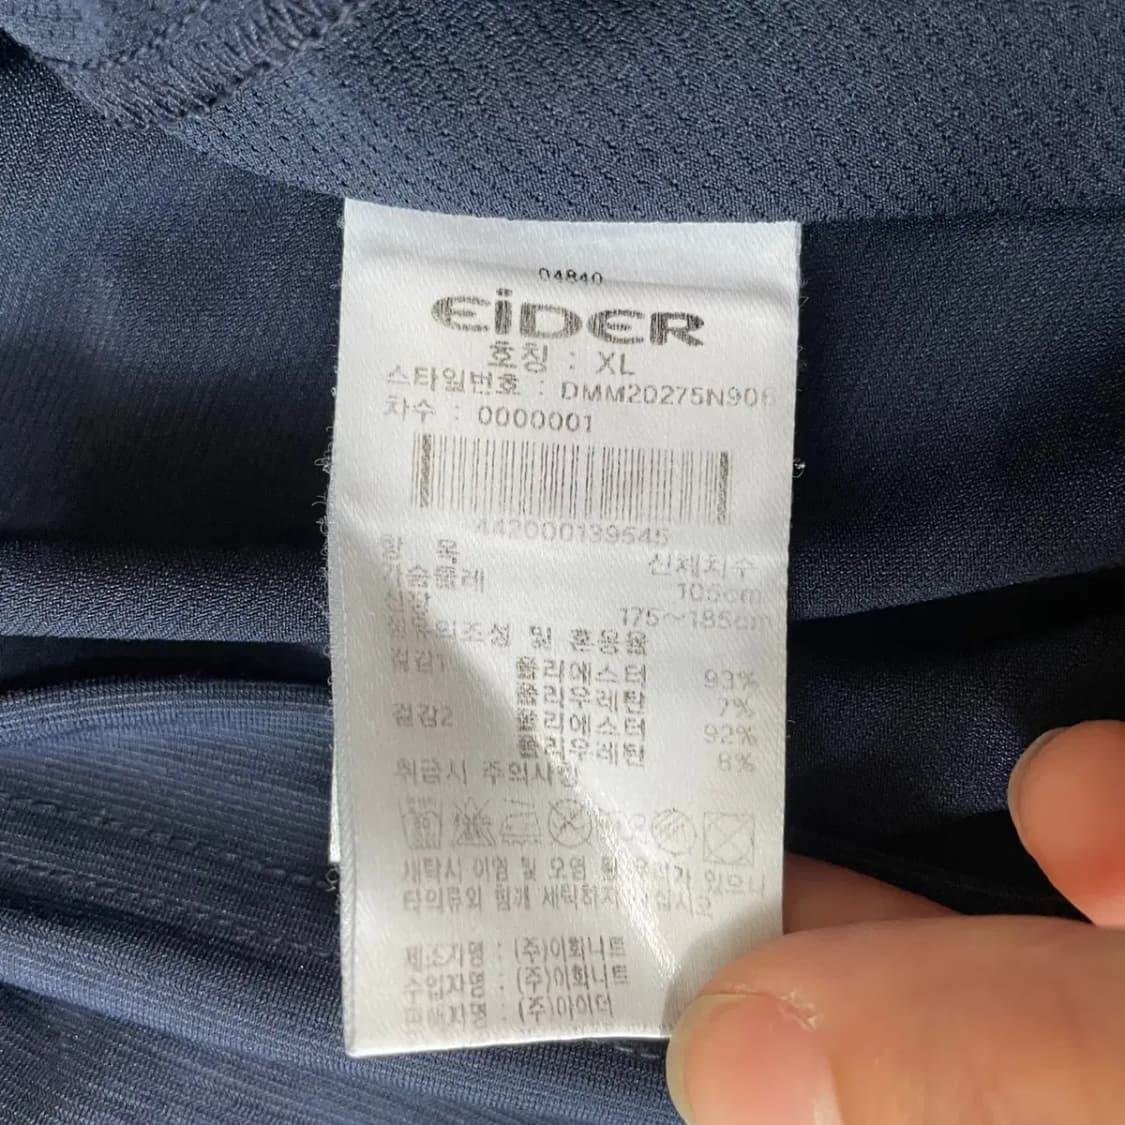 04840
EiDER
호칭 : XL
스타일번호 : DMM20275N906
차수 : 0000001
442000139545
항 목 신체치수
가슴둘레 105cm
신장 175~185cm
조성 및 혼용율
겉감1 폴리에스터 93%
폴리우레탄 7%
겉감2 폴리에스터 92%
폴리우레탄 8%
취급시 주의사항
세탁시 이염 및 오염 될 우려가 있으니
타의류와 함께 세탁하지 마십시오
제조자명 : (주)이화니트
수입자명 : (주)이화니트
판매자명 : (주)아이더